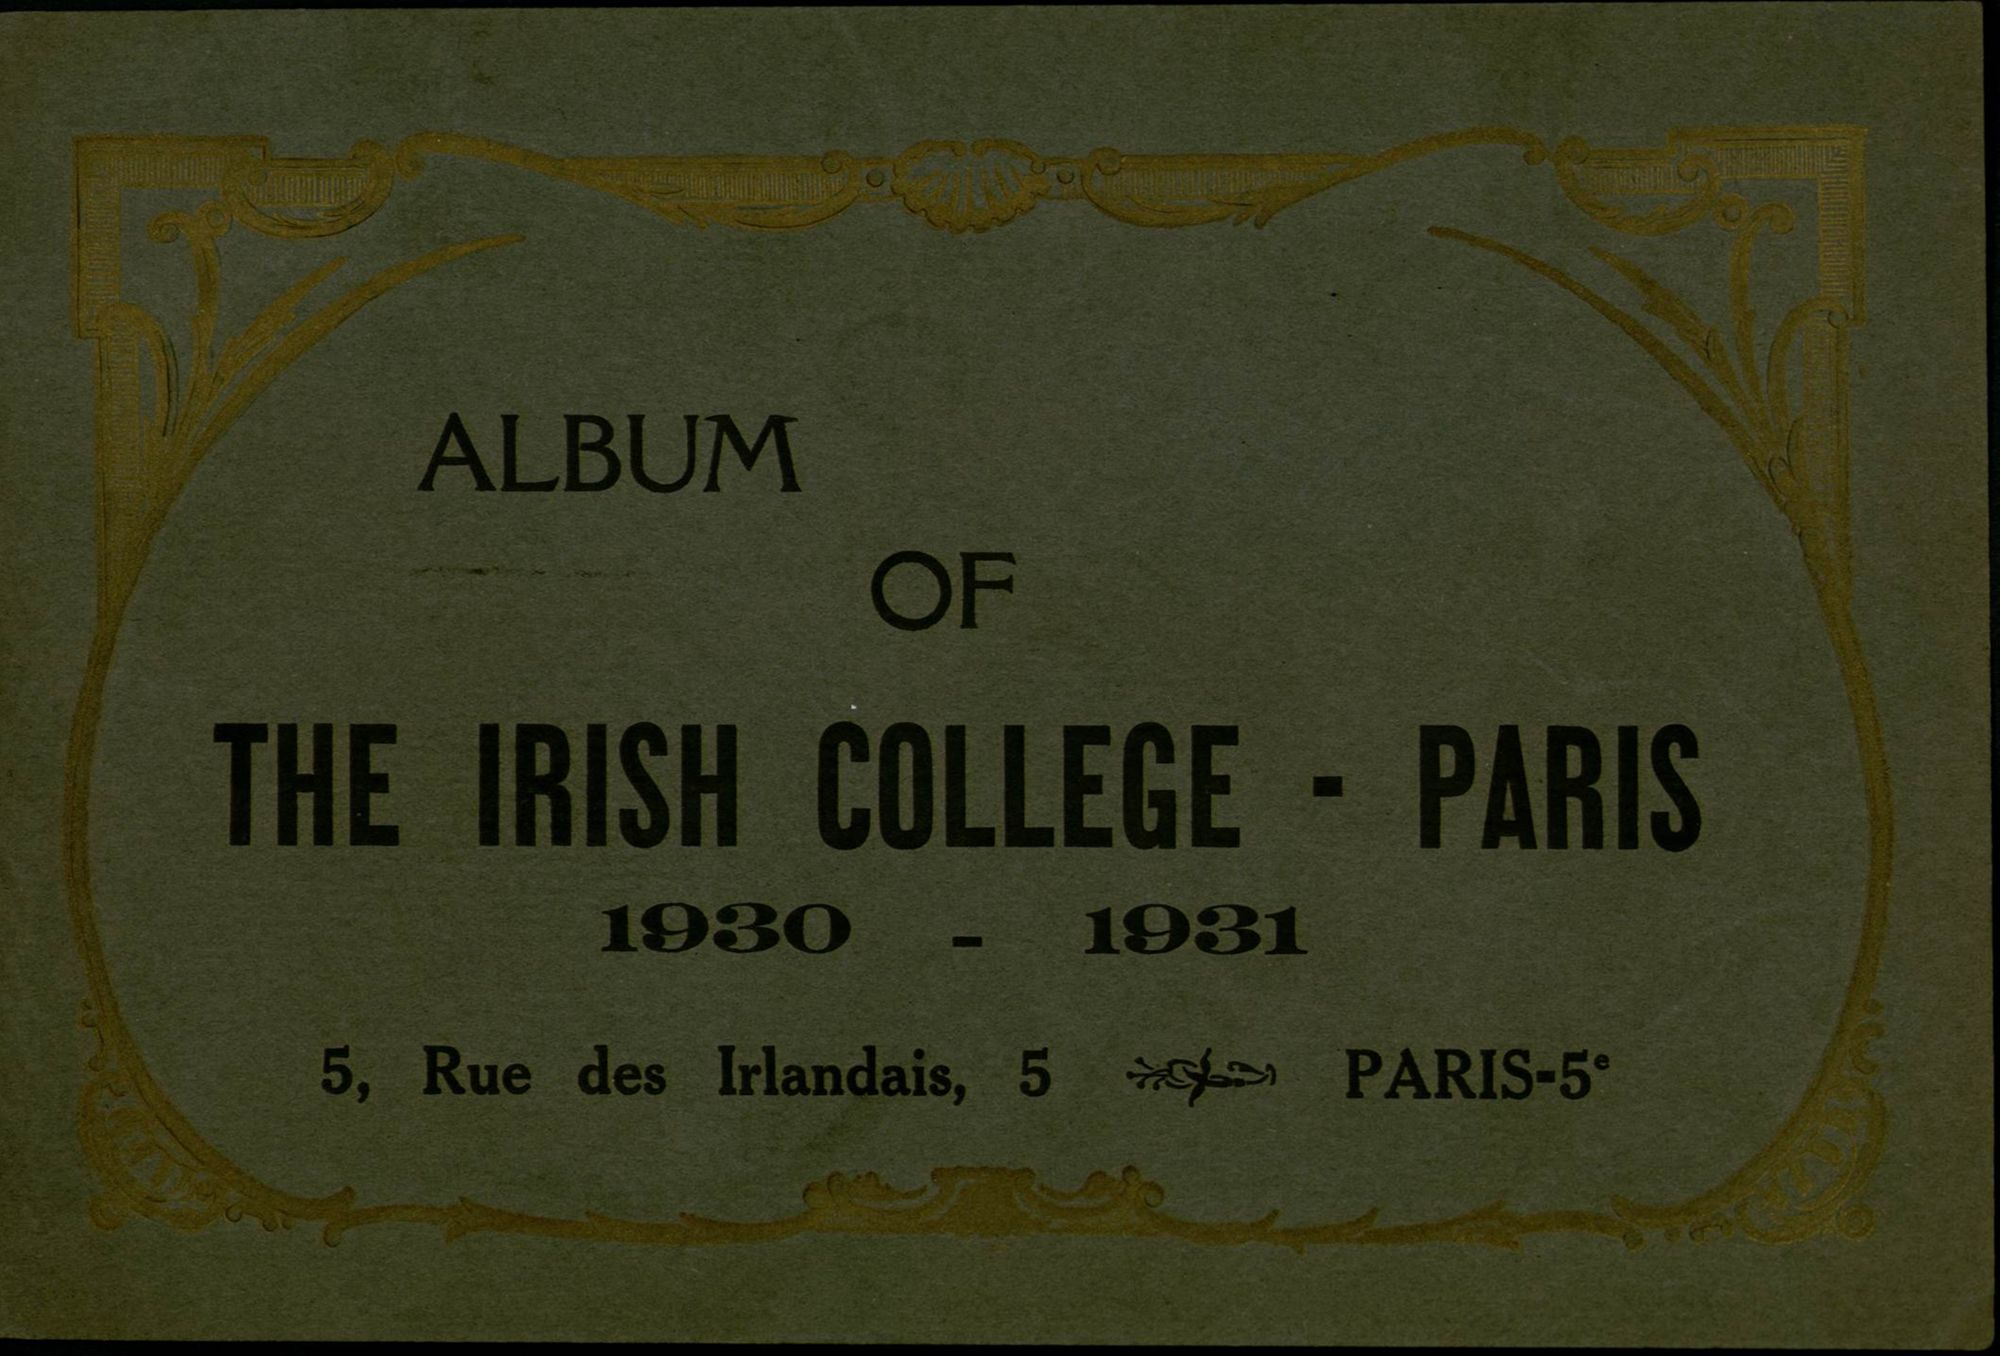 ALBUM
OF
THE IRISH COLLEGE - PARIS
1930 - 1931
5, Rue des Irlandais, 5 PARIS-5e